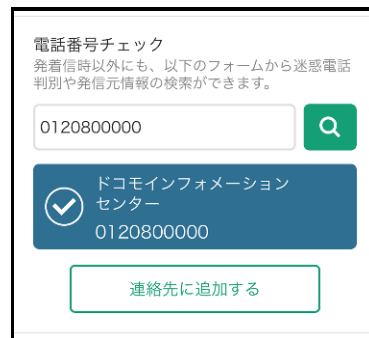 電話番号チェック
発着信時以外にも、以下のフォームから迷惑電話
判別や発信元情報の検索ができます。
0120800000
ドコモインフォメーション
センター
0120800000
連絡先に追加する